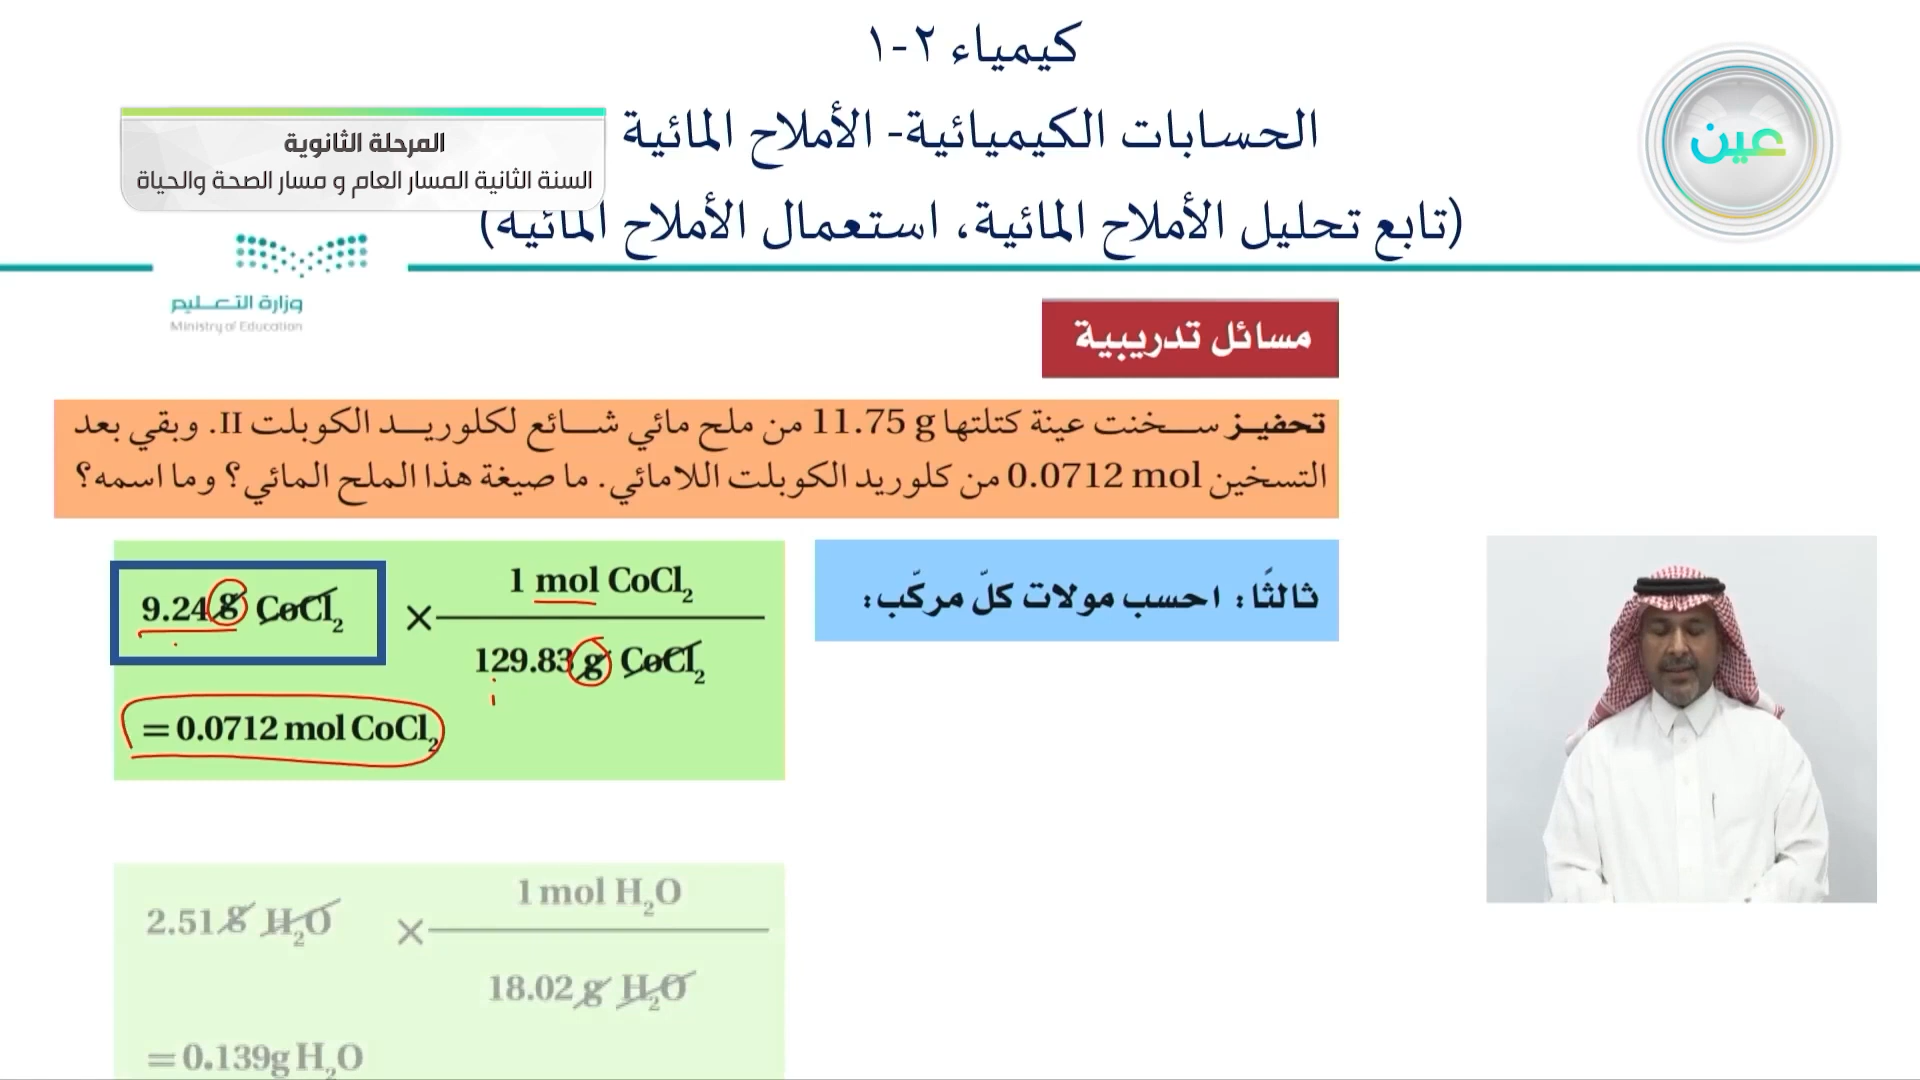 كيمياء ٢-١
الحسابات الكيميائية- الأملاح المائية
(تابع تحليل الأملاح المائية، استعمال الأملاح المائية)
المرحلة الثانوية
السنة الثانية المسار العام و مسار الصحة والحياة
عين
وزارة التعليم
Ministry of Education
مسائل تدريبية
تحفيز سخنت عينة كتلتها 11.75 g من ملح مائي شائع لكلوريد الكوبلت II. وبقي بعد
التسخين 0.0712 mol من كلوريد الكوبلت اللامائي. ما صيغة هذا الملح المائي؟ وما اسمه؟
ثالثًا: احسب مولات كلّ مركّب:
9.24 g CoCl₂ × 1 mol CoCl₂
129.83 g CoCl₂
= 0.0712 mol CoCl₂
2.51 g H₂O × 1 mol H₂O
18.02 g H₂O
= 0.139g H₂O